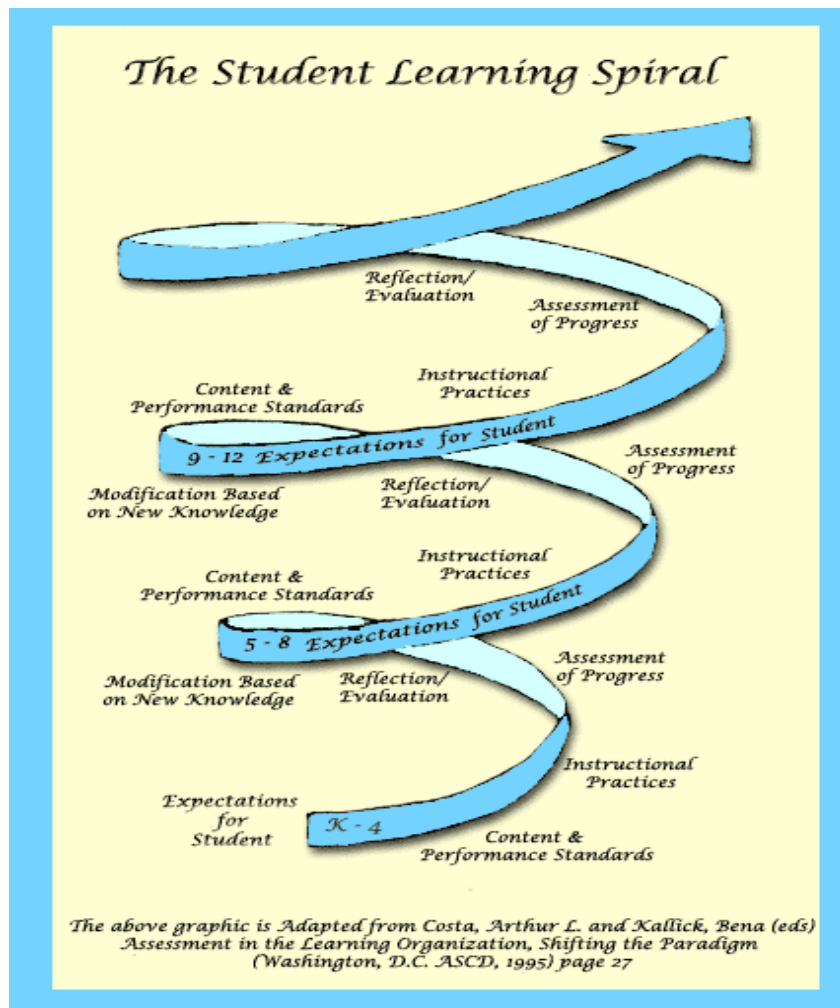 The Student Learning Spiral
Reflection/
Evaluation
Assessment
of Progress
Instructional
Practices
Content &
Performance Standards
9 - 12 Expectations for Student
Assessment
of Progress
Modification Based
on New Knowledge
Reflection/
Evaluation
Instructional
Practices
Content &
Performance Standards
5 - 8 Expectations for Student
Assessment
of Progress
Modification Based
on New Knowledge
Reflection/
Evaluation
Instructional
Practices
Expectations
for
Student
K - 4
Content &
Performance Standards
The above graphic is Adapted from Costa, Arthur L. and Kallick, Bena (eds)
Assessment in the Learning Organization, Shifting the Paradigm
(Washington, D.C. ASCD, 1995) page 27